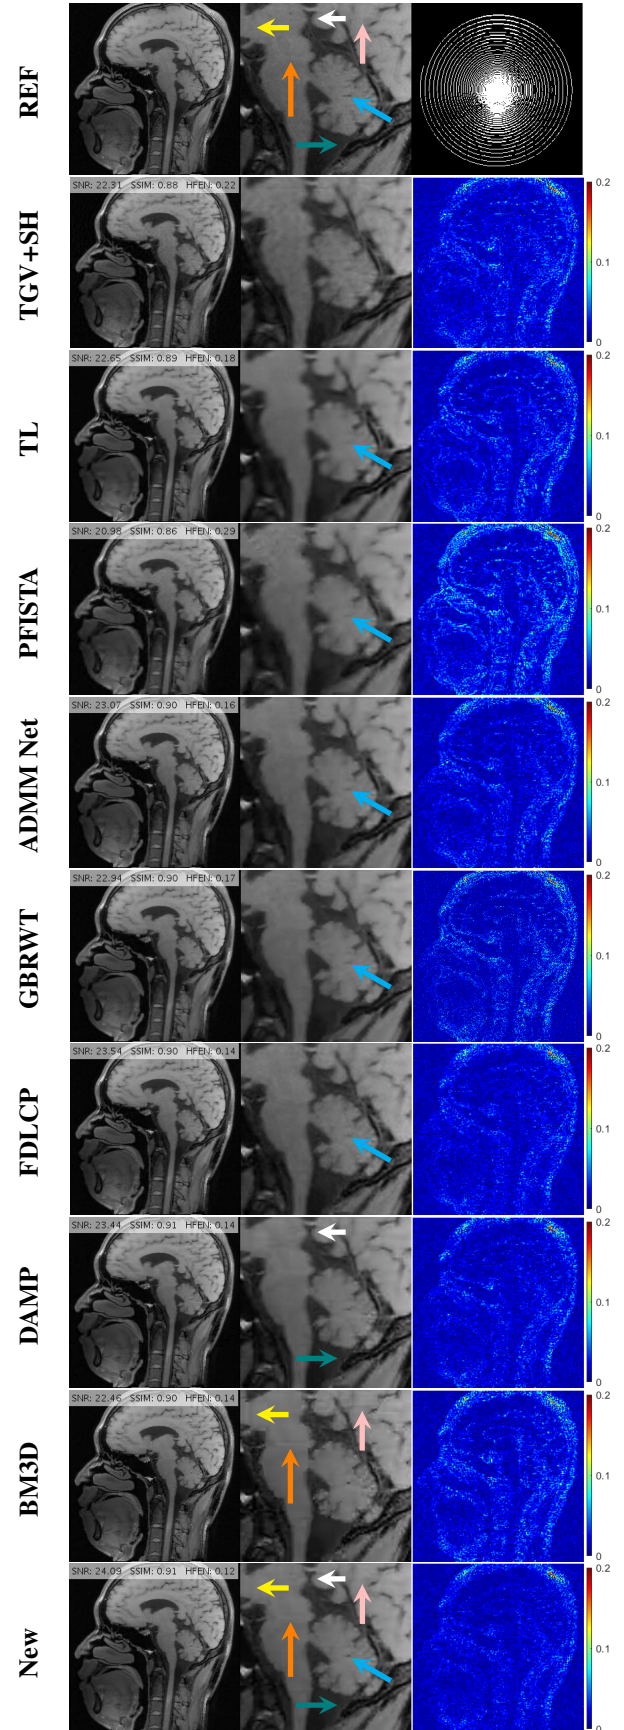 REF
TGV+SH
SNR: 22.31 SSIM: 0.88 HFEN: 0.22
0.2
0.1
0
TL
SNR: 22.65 SSIM: 0.89 HFEN: 0.18
0.2
0.1
0
PFISTA
SNR: 20.98 SSIM: 0.86 HFEN: 0.29
0.2
0.1
0
ADMM Net
SNR: 23.07 SSIM: 0.90 HFEN: 0.16
0.2
0.1
0
GBRWT
SNR: 22.94 SSIM: 0.90 HFEN: 0.17
0.2
0.1
0
FDLCP
SNR: 23.54 SSIM: 0.90 HFEN: 0.14
0.2
0.1
0
DAMP
SNR: 23.44 SSIM: 0.91 HFEN: 0.14
0.2
0.1
0
BM3D
SNR: 22.46 SSIM: 0.90 HFEN: 0.14
0.2
0.1
0
New
SNR: 24.09 SSIM: 0.91 HFEN: 0.12
0.2
0.1
0